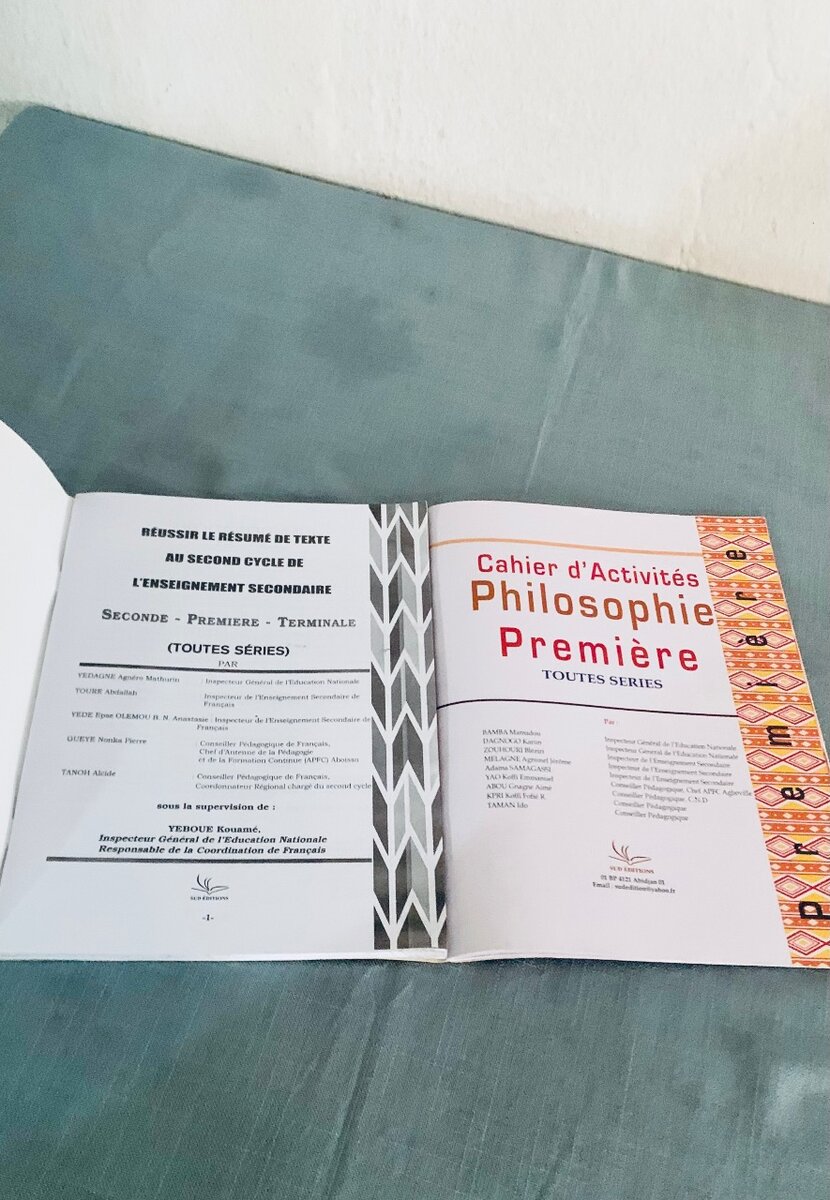 RÉUSSIR LE RÉSUMÉ DE TEXTE
AU SECOND CYCLE DE
L'ENSEIGNEMENT SECONDAIRE
SECONDE - PREMIERE - TERMINALE
(TOUTES SÉRIES)
PAR
YEDAGNE Agnéro Mathurin : Inspecteur Général de l'Education Nationale
YOURE Abdallah : Inspecteur de l'Enseignement Secondaire de
Français
YEDE Epse OLEMOU B. N. Anastasie : Inspecteur de l'Enseignement Secondaire de
Français
GUEYE Nonka Pierre : Conseiller Pédagogique de Français,
Chef d'Antenne de la Pédagogie
et de la Formation Continue (APFC) Aboisso
TANOH Alcide : Conseiller Pédagogique de Français,
Coordonnateur Régional chargé du second cycle
sous la supervision de :
YEBOUE Kouamé,
Inspecteur Général de l'Education Nationale
Responsable de la Coordination de Français
SUD ÉDITIONS
-1-
Cahier d'Activités
Philosophie
Première
TOUTES SERIES
Par :
BAMBA Mamadou Inspecteur Général de l'Education Nationale
DAGNOGO Karim Inspecteur Général de l'Education Nationale
ZOUHOURI Inspecteur de l'Enseignement Secondaire
MELAGNE Agnissel Jérôme Inspecteur de l'Enseignement Secondaire
Adama SAMAGASSI Inspecteur de l'Enseignement Secondaire
YAO Koffi Emmanuel Conseiller Pédagogique, Chef APFC Agboville
ABOU Gnagne Aimé Conseiller Pédagogique, C.N.D
KPRI Koffi Fofié R Conseiller Pédagogique
TAMAN Ido Conseiller Pédagogique
SUD ÉDITIONS
01 BP 4121 Abidjan 01
Email : sudedition@yahoo.fr
Première